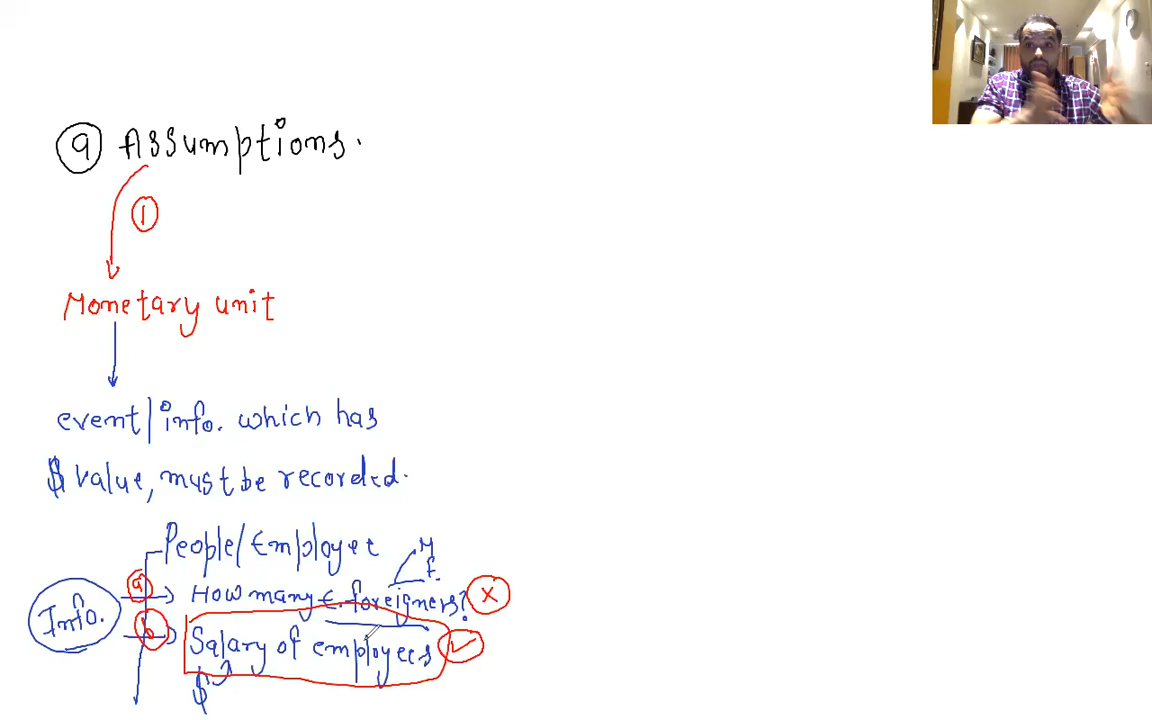 9 Assumptions.
1
Monetary unit
event/info. which has
$ value, must be recorded.
People/Employee
M
F.
Info.
a How many E. foreigners? X
b Salary of employees ✓
$